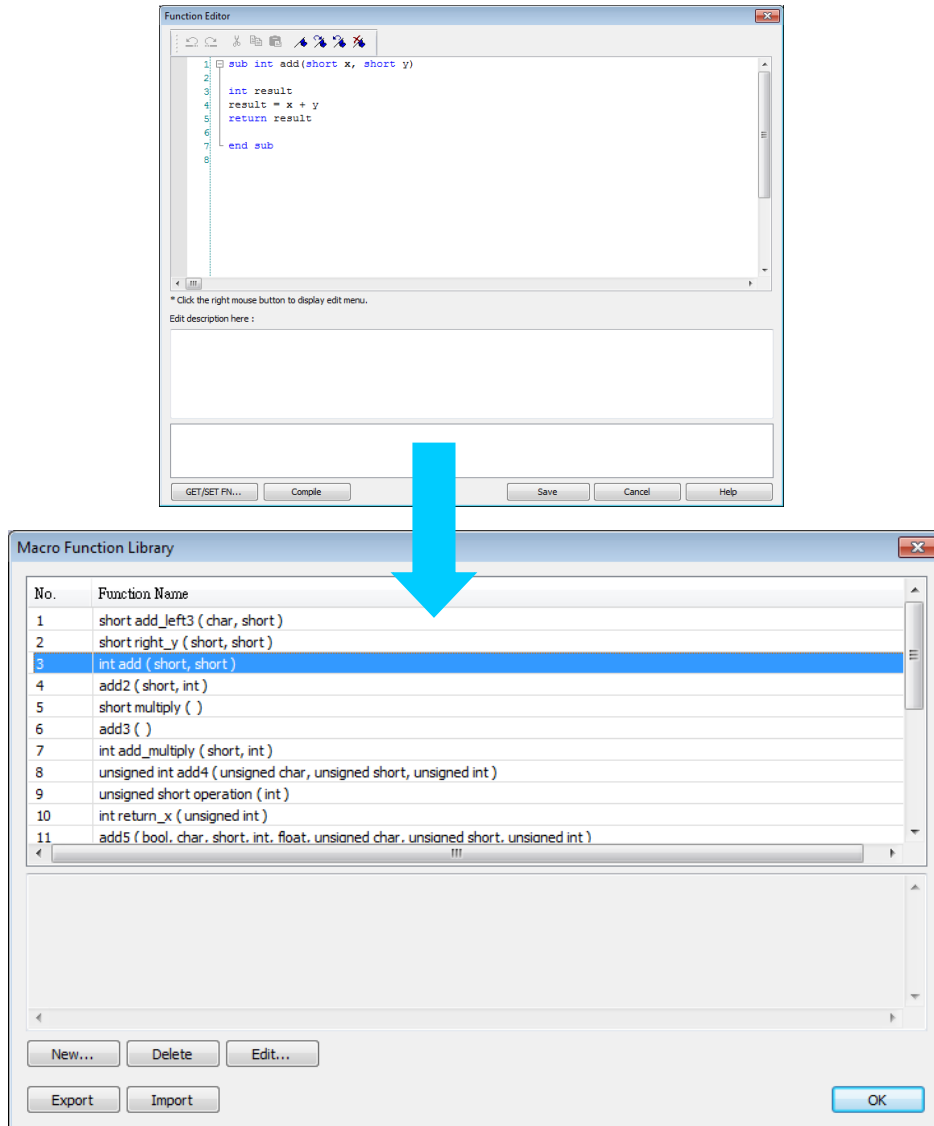 Function Editor
1 sub int add(short x, short y)
2
3 int result
4 result = x + y
5 return result
6
7 end sub
8
* Click the right mouse button to display edit menu.
Edit description here :
GET/SET FN... Compile Save Cancel Help
Macro Function Library
No. Function Name
1 short add_left3 ( char, short )
2 short right_y ( short, short )
3 int add ( short, short )
4 add2 ( short, int )
5 short multiply ( )
6 add3 ( )
7 int add_multiply ( short, int )
8 unsigned int add4 ( unsigned char, unsigned short, unsigned int )
9 unsigned short operation ( int )
10 int return_x ( unsigned int )
11 add5 ( bool, char, short, int, float, unsigned char, unsigned short, unsigned int )
New... Delete Edit...
Export Import OK